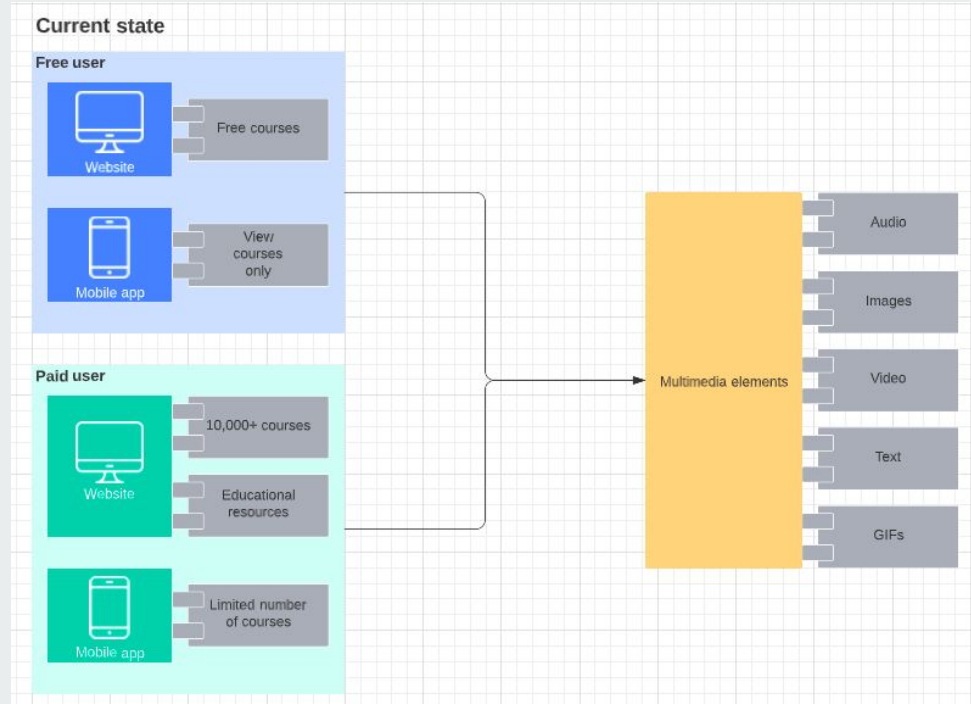 Current state
Free user
Website
Free courses
Mobile app
View
courses
only
Paid user
Website
10,000+ courses
Educational
resources
Mobile app
Limited number
of courses
Multimedia elements
Audio
Images
Video
Text
GIFs